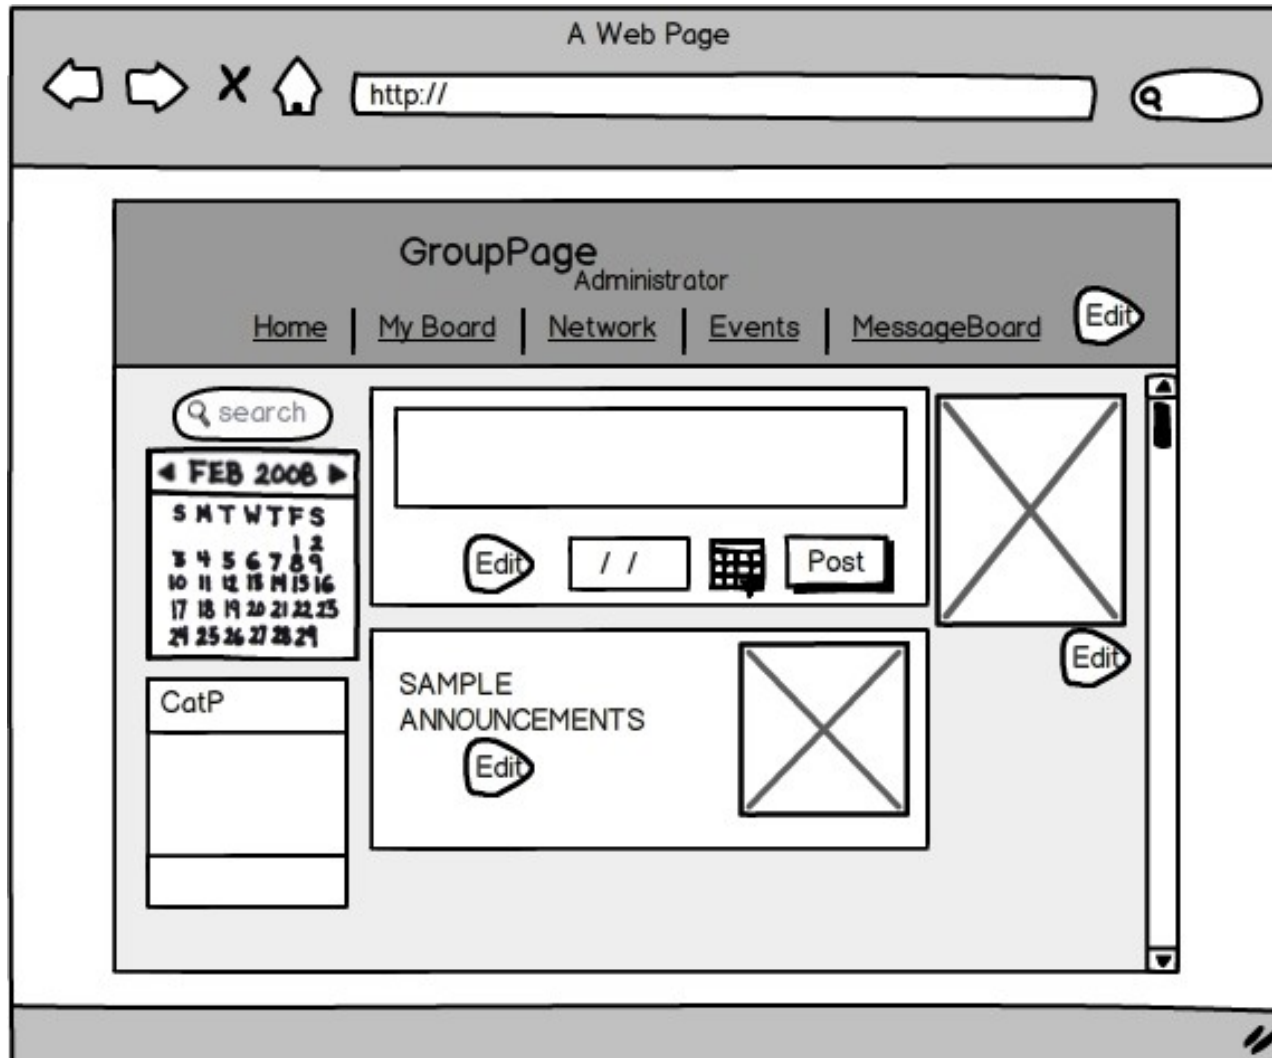 A Web Page
http://
GroupPage
Administrator
Home My Board Network Events MessageBoard Edit
search
FEB 2008
S M T W T F S
1 2
3 4 5 6 7 8 9
10 11 12 13 14 15 16
17 18 19 20 21 22 23
24 25 26 27 28 29
Edit / / Post
CatP
SAMPLE
ANNOUNCEMENTS
Edit
Edit